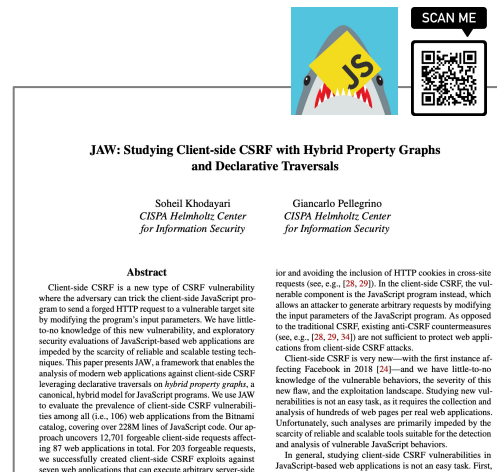 SCAN ME
JS
JAW: Studying Client-side CSRF with Hybrid Property Graphs
and Declarative Traversals
Soheil Khodayari
CISPA Helmholtz Center
for Information Security
Giancarlo Pellegrino
CISPA Helmholtz Center
for Information Security
Abstract
Client-side CSRF is a new type of CSRF vulnerability
where the adversary can trick the client-side JavaScript pro-
gram to send a forged HTTP request to a vulnerable target site
by modifying the program's input parameters. We have little-
to-no knowledge of this new vulnerability, and exploratory
security evaluations of JavaScript-based web applications are
impeded by the scarcity of reliable and scalable testing tech-
niques. This paper presents JAW, a framework that enables the
analysis of modern web applications against client-side CSRF
leveraging declarative traversals on hybrid property graphs, a
canonical, hybrid model for JavaScript programs. We use JAW
to evaluate the prevalence of client-side CSRF vulnerabili-
ties among all (i.e., 106) web applications from the Bitnami
catalog, covering over 228M lines of JavaScript code. Our ap-
proach uncovers 12,701 forgeable client-side requests affect-
ing 87 web applications in total. For 203 forgeable requests,
we successfully created client-side CSRF exploits against
seven web applications that can execute arbitrary server-side
ior and avoiding the inclusion of HTTP cookies in cross-site
requests (see, e.g., [28, 29]). In the client-side CSRF, the vul-
nerable component is the JavaScript program instead, which
allows an attacker to generate arbitrary requests by modifying
the input parameters of the JavaScript program. As opposed
to the traditional CSRF, existing anti-CSRF countermeasures
(see, e.g., [28, 29, 34]) are not sufficient to protect web appli-
cations from client-side CSRF attacks.
Client-side CSRF is very new—with the first instance af-
fecting Facebook in 2018 [24]—and we have little-to-no
knowledge of the vulnerable behaviors, the severity of this
new flaw, and the exploitation landscape. Studying new vul-
nerabilities is not an easy task, as it requires the collection and
analysis of hundreds of web pages per real web applications.
Unfortunately, such analyses are primarily impeded by the
scarcity of reliable and scalable tools suitable for the detection
and analysis of vulnerable JavaScript behaviors.
In general, studying client-side CSRF vulnerabilities in
JavaScript-based web applications is not an easy task. First,